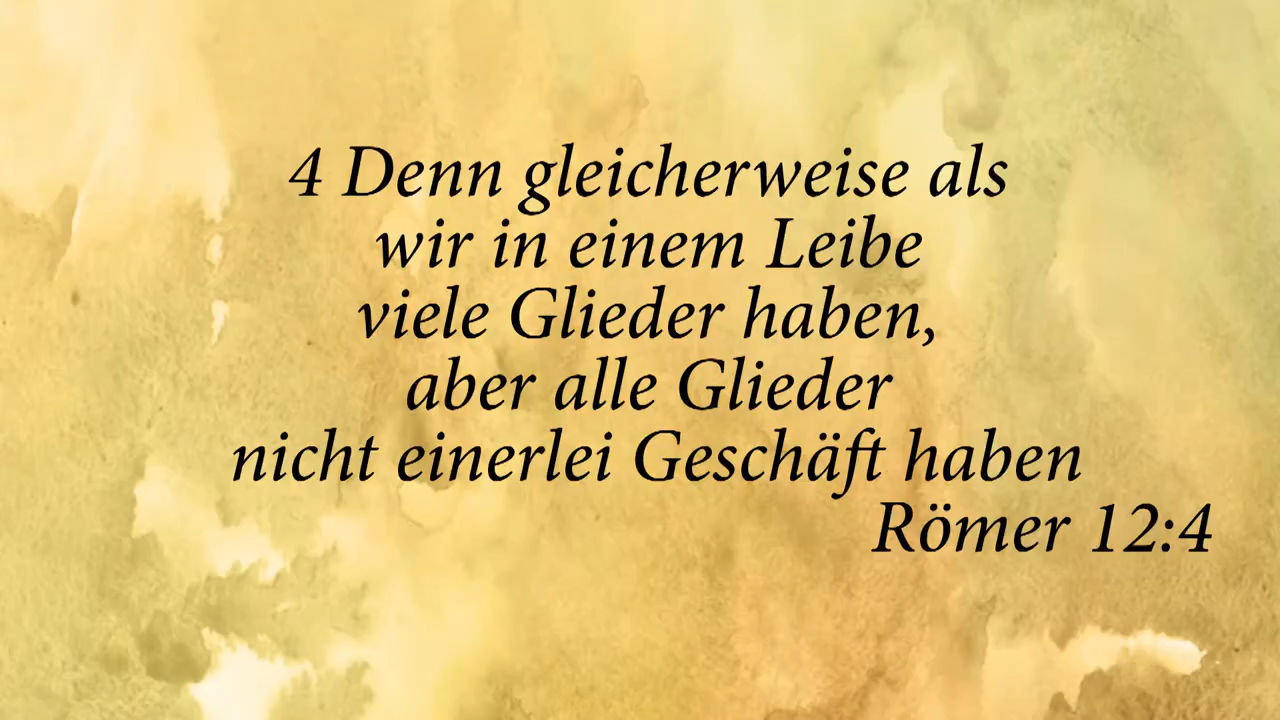 4 Denn gleicherweise als
wir in einem Leibe
viele Glieder haben,
aber alle Glieder
nicht einerlei Geschäft haben
Römer 12:4